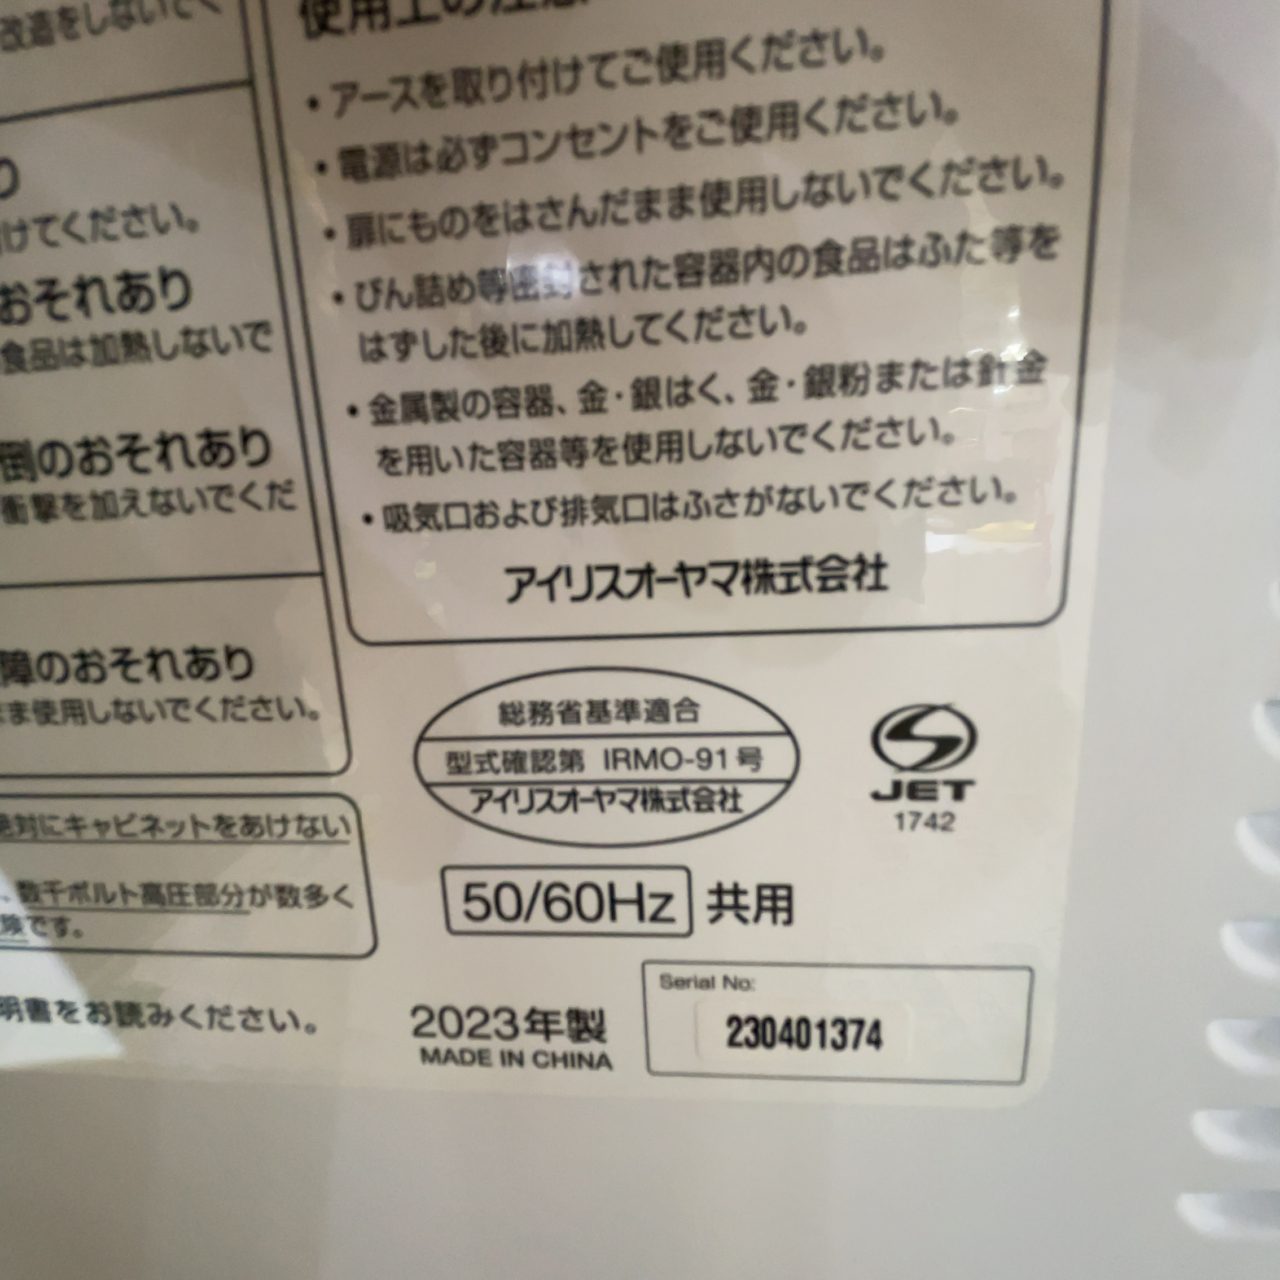 改造をしないでく
り
けてください。
おそれあり
食品は加熱しないで
倒のおそれあり
衝撃を加えないでくだ
障のおそれあり
まま使用しないでください。
絶対にキャビネットをあけない
、数千ボルト高圧部分が数多く
険です。
明書をお読みください。
使用上の注意
・アースを取り付けてご使用ください。
・電源は必ずコンセントをご使用ください。
・扉にものをはさんだまま使用しないでください。
・びん詰め等密封された容器内の食品はふた等を
はずした後に加熱してください。
・金属製の容器、金・銀はく、金・銀粉または針金
を用いた容器等を使用しないでください。
・吸気口および排気口はふさがないでください。
アイリスオーヤマ株式会社
総務省基準適合
型式確認第 IRMO-91号
アイリスオーヤマ株式会社
JET
1742
50/60Hz 共用
2023年製
MADE IN CHINA
Serial No:
230401374